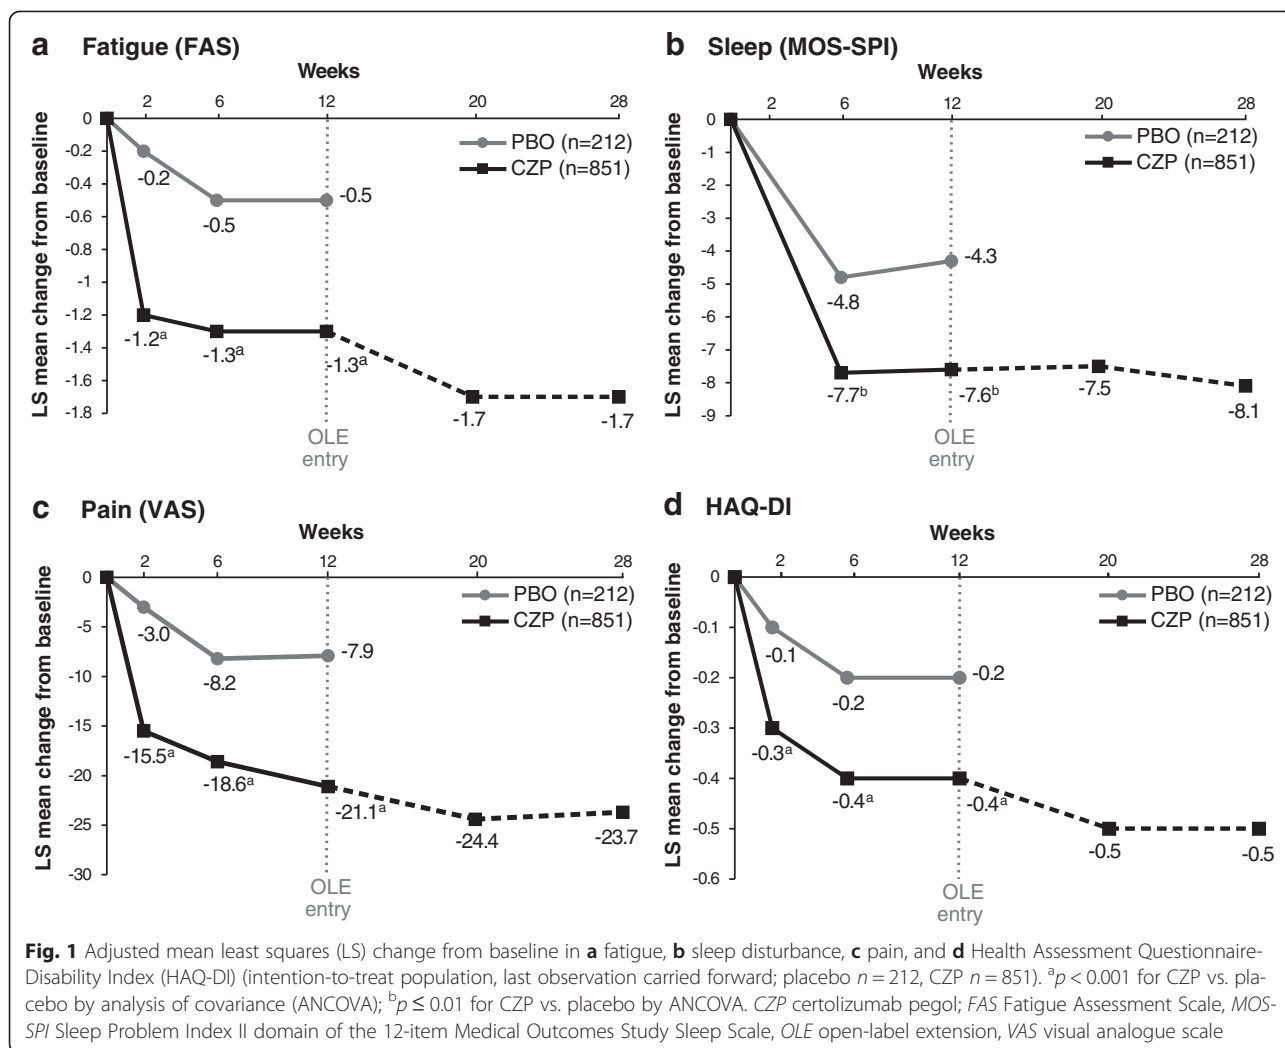 a Fatigue (FAS)
Weeks
2 6 12 20 28
0
-0.2
-0.4
-0.6
-0.8
-1
-1.2
-1.4
-1.6
-1.8
LS mean change from baseline
PBO (n=212)
CZP (n=851)
-0.2
-0.5
-0.5
-1.2a
-1.3a
-1.3a
-1.7
-1.7
OLE
entry
b Sleep (MOS-SPI)
Weeks
2 6 12 20 28
0
-1
-2
-3
-4
-5
-6
-7
-8
-9
LS mean change from baseline
PBO (n=212)
CZP (n=851)
-4.8
-4.3
-7.7b
-7.6b
-7.5
-8.1
OLE
entry
c Pain (VAS)
Weeks
2 6 12 20 28
0
-5
-10
-15
-20
-25
-30
LS mean change from baseline
PBO (n=212)
CZP (n=851)
-3.0
-8.2
-7.9
-15.5a
-18.6a
-21.1a
-24.4
-23.7
OLE
entry
d HAQ-DI
Weeks
2 6 12 20 28
0
-0.1
-0.2
-0.3
-0.4
-0.5
-0.6
LS mean change from baseline
PBO (n=212)
CZP (n=851)
-0.1
-0.2
-0.2
-0.3a
-0.4a
-0.4a
-0.5
-0.5
OLE
entry
Fig. 1 Adjusted mean least squares (LS) change from baseline in a fatigue, b sleep disturbance, c pain, and d Health Assessment Questionnaire-
Disability Index (HAQ-DI) (intention-to-treat population, last observation carried forward; placebo n = 212, CZP n = 851). ap < 0.001 for CZP vs. pla-
cebo by analysis of covariance (ANCOVA); bp ≤ 0.01 for CZP vs. placebo by ANCOVA. CZP certolizumab pegol; FAS Fatigue Assessment Scale, MOS-
SPI Sleep Problem Index II domain of the 12-item Medical Outcomes Study Sleep Scale, OLE open-label extension, VAS visual analogue scale